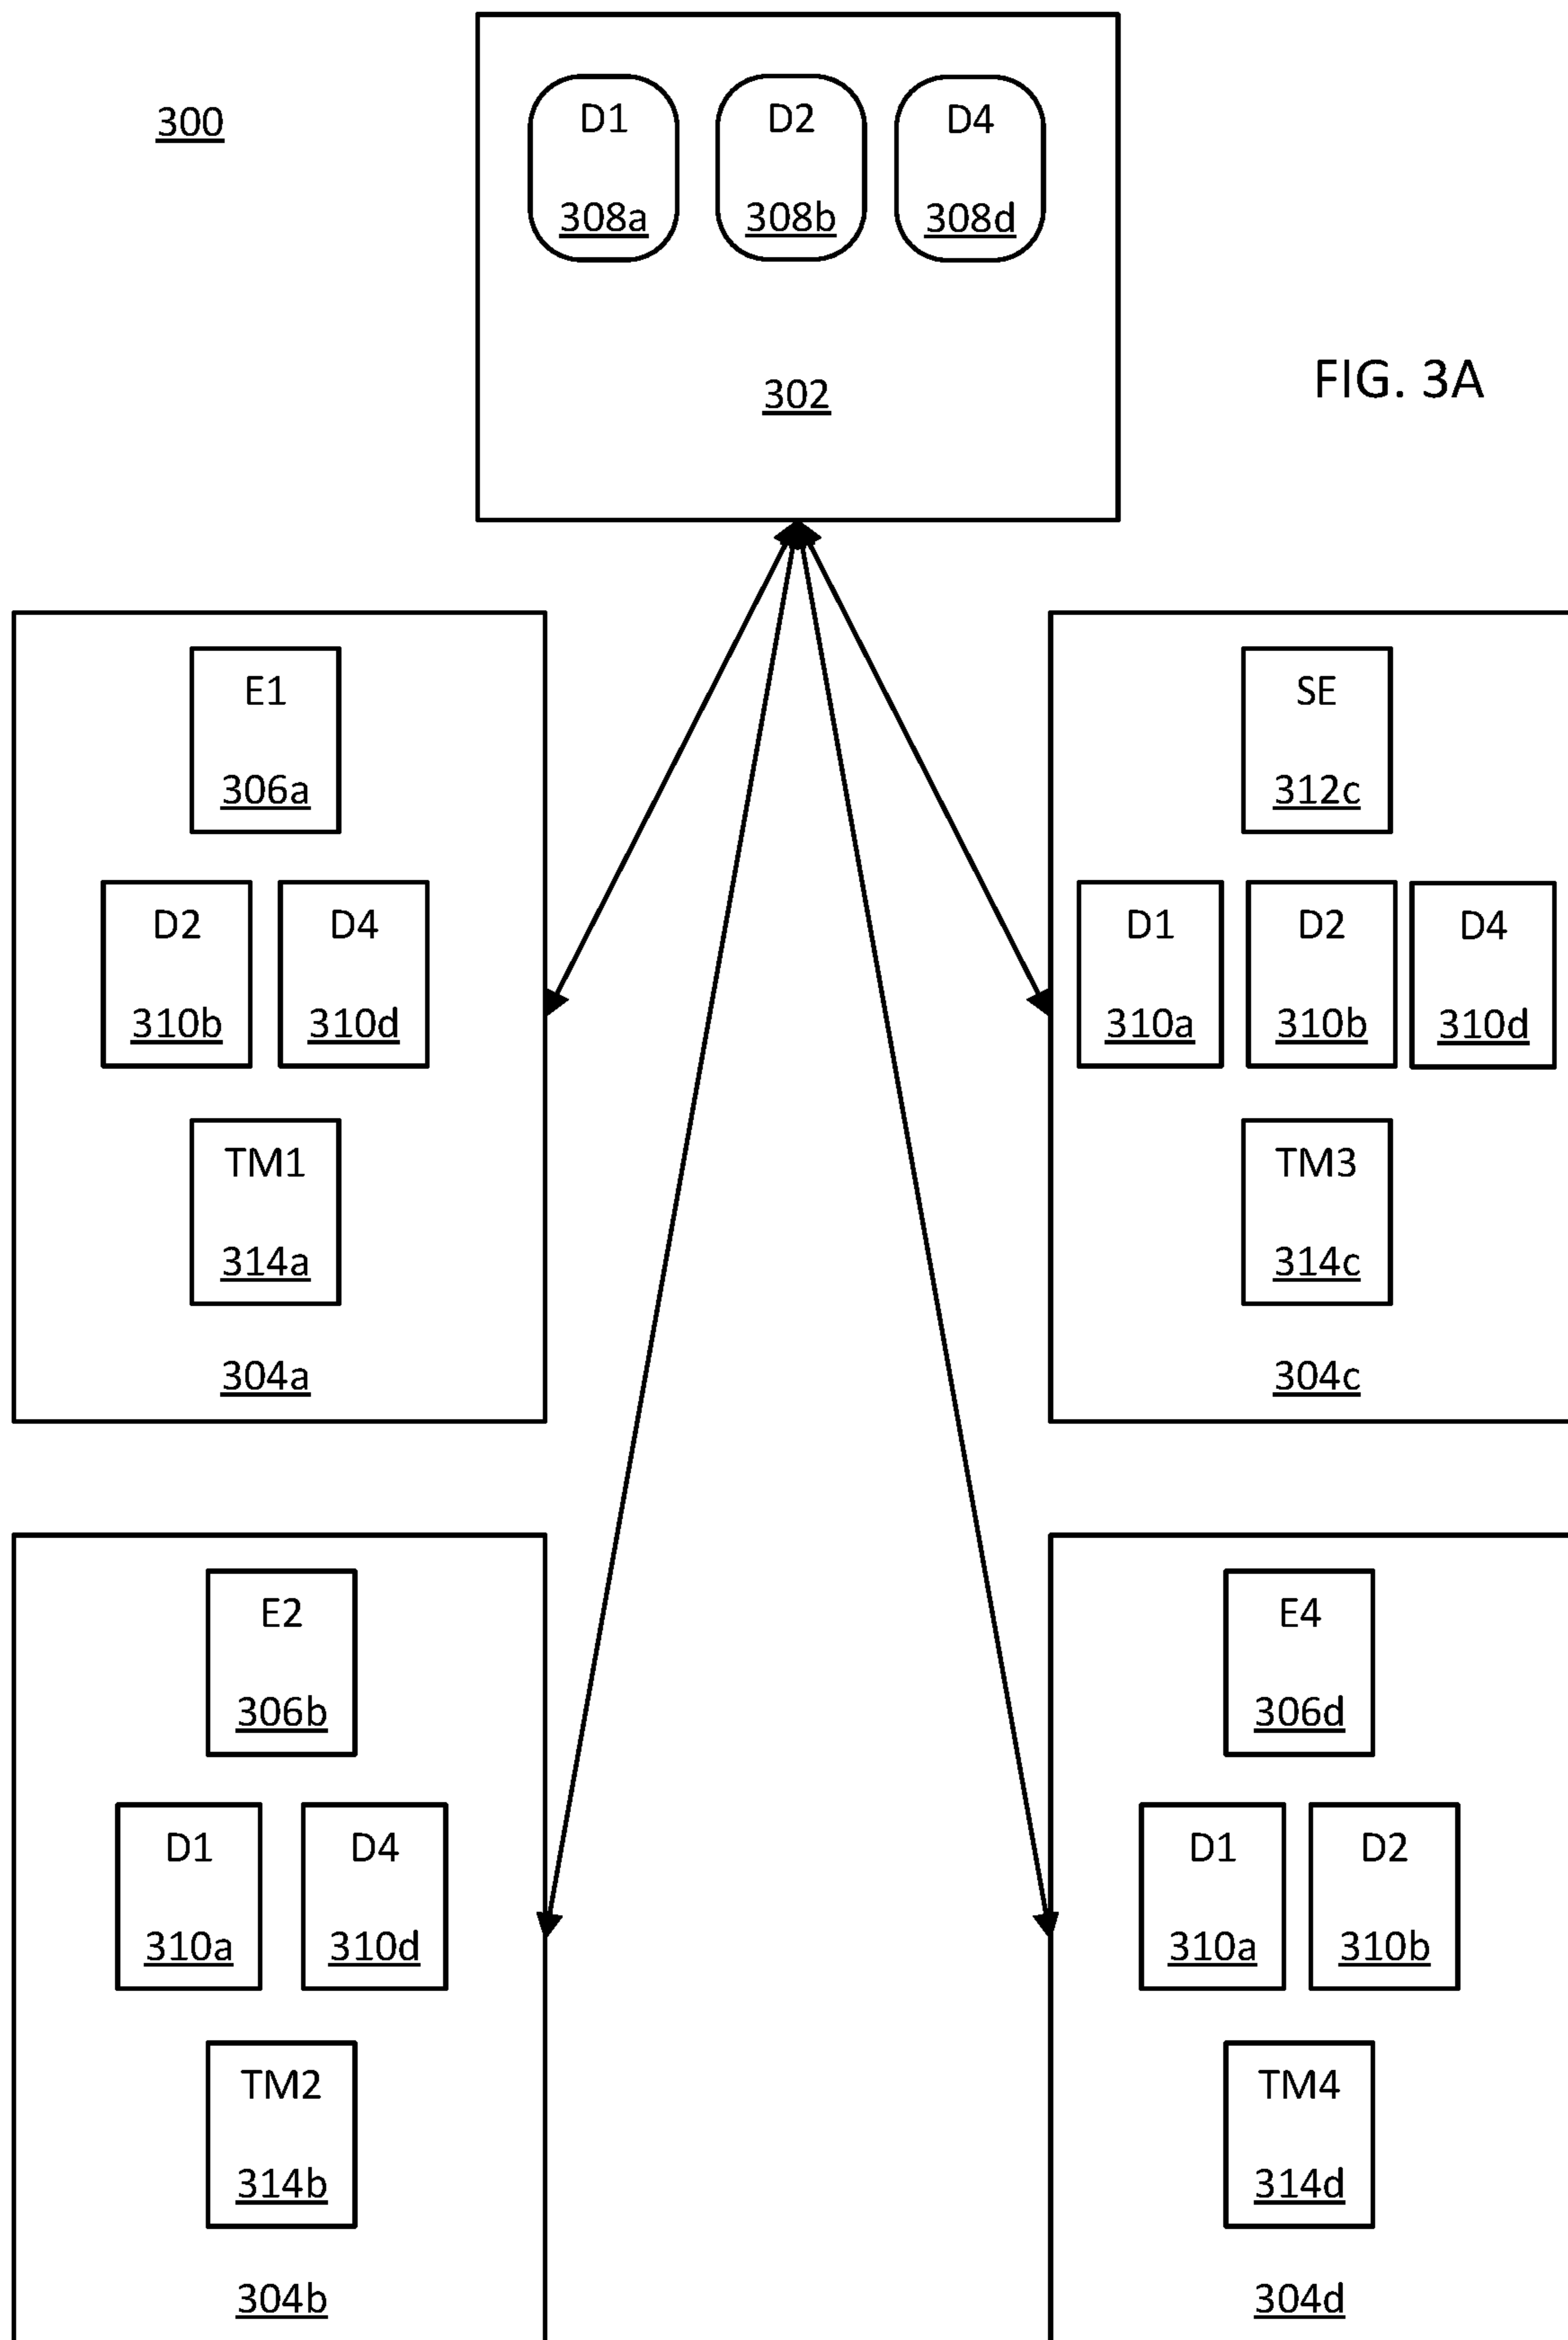 300
D1
308a
D2
308b
D4
308d
302
FIG. 3A
E1
306a
D2
310b
D4
310d
TM1
314a
304a
SE
312c
D1
310a
D2
310b
D4
310d
TM3
314c
304c
E2
306b
D1
310a
D4
310d
TM2
314b
304b
E4
306d
D1
310a
D2
310b
TM4
314d
304d